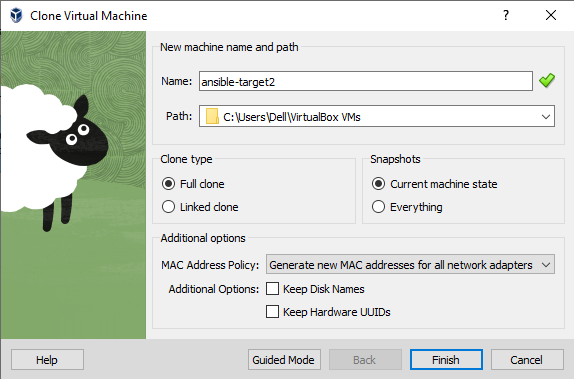 Clone Virtual Machine
?
New machine name and path
Name: ansible-target2
Path: C:\Users\Dell\VirtualBox VMs
Clone type
Full clone
Linked clone
Snapshots
Current machine state
Everything
Additional options
MAC Address Policy: Generate new MAC addresses for all network adapters
Additional Options: Keep Disk Names
Keep Hardware UUIDs
Help Guided Mode Back Finish Cancel